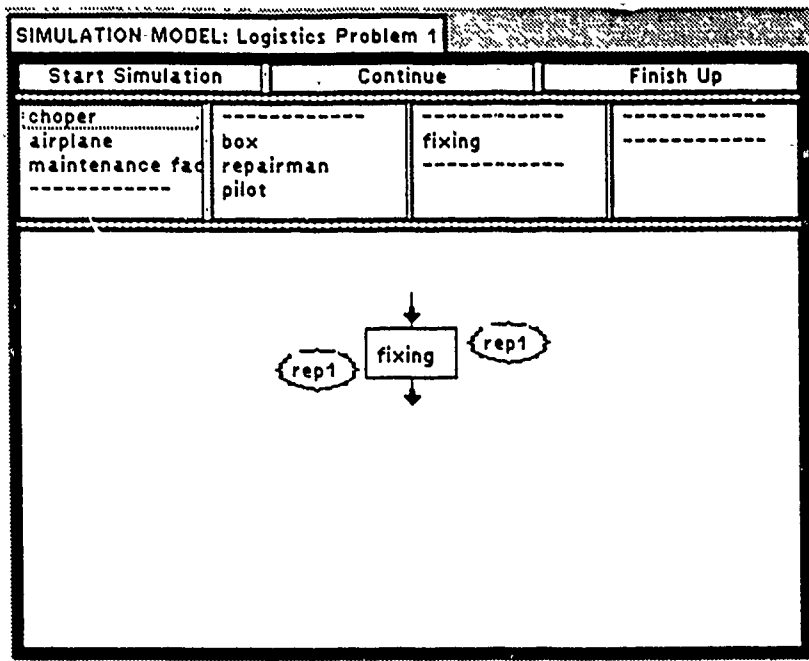 SIMULATION-MODEL: Logistics Problem 1
Start Simulation
Continue
Finish Up
choper
airplane
maintenance fac
-------------
-------------
box
repairman
pilot
-------------
fixing
-------------
-------------
-------------
fixing
rep1
rep1